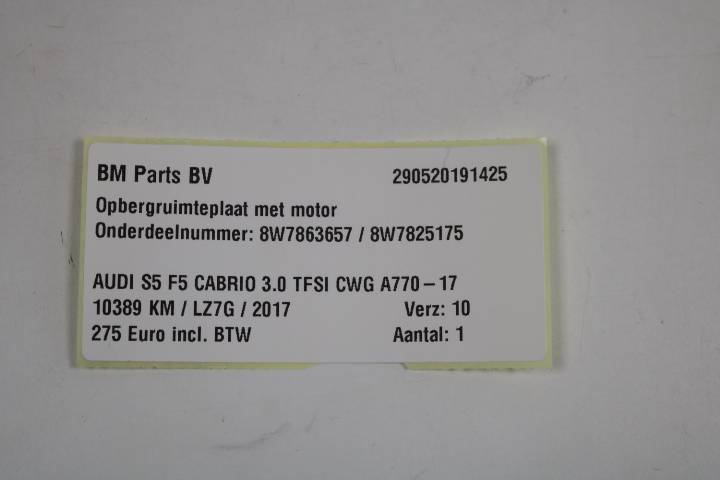 BM Parts BV 290520191425
Opbergruimteplaat met motor
Onderdeelnummer: 8W7863657 / 8W7825175
AUDI S5 F5 CABRIO 3.0 TFSI CWG A770-17
10389 KM / LZ7G / 2017 Verz: 10
275 Euro incl. BTW Aantal: 1